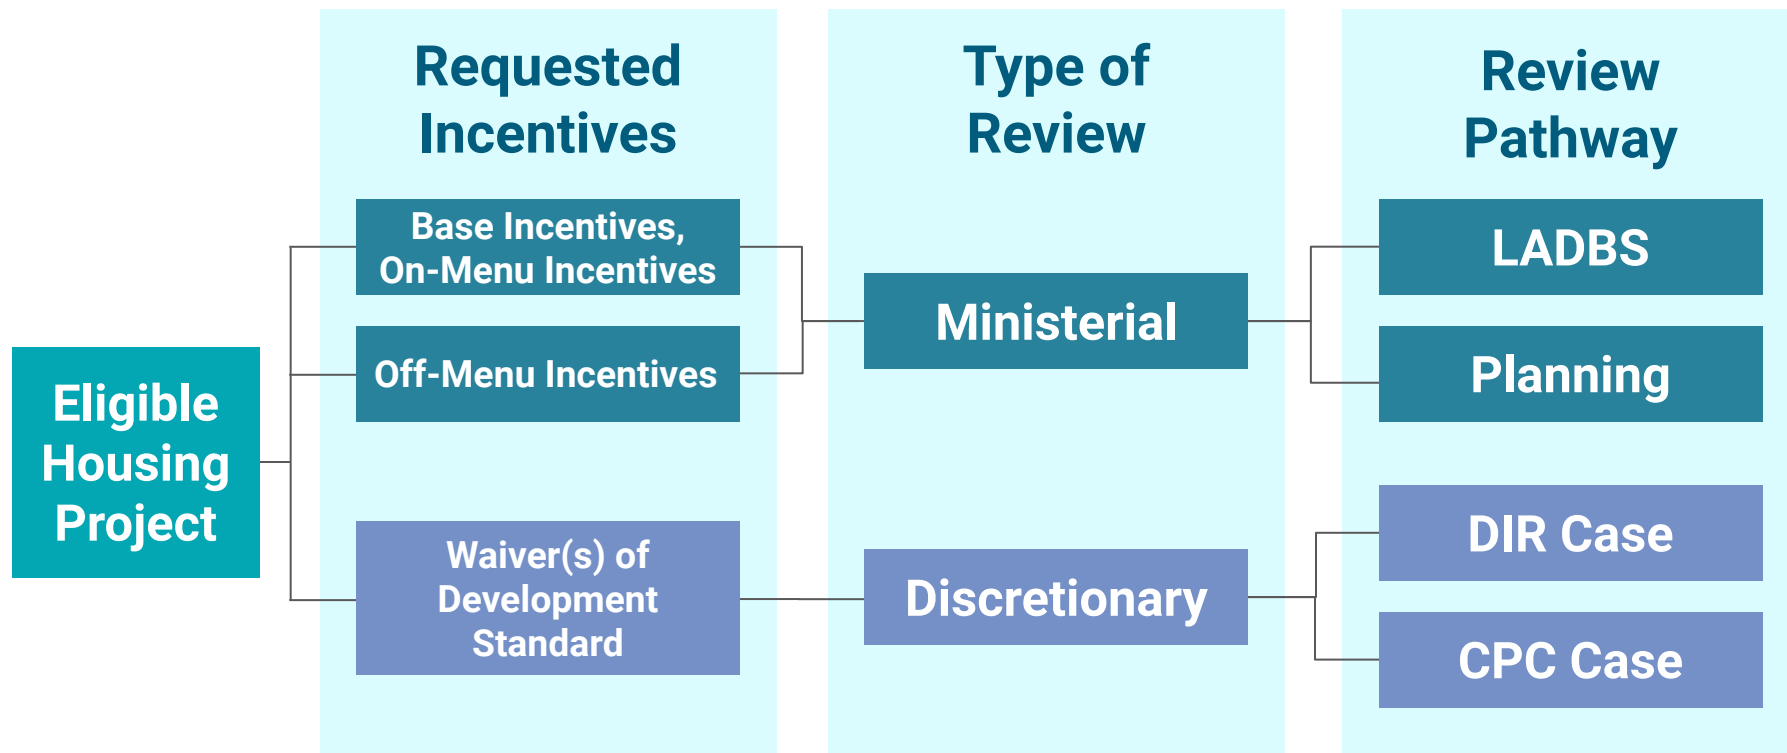 Requested
Incentives
Type of
Review
Review
Pathway
Eligible
Housing
Project
Base Incentives,
On-Menu Incentives
Off-Menu Incentives
Waiver(s) of
Development
Standard
Ministerial
Discretionary
LADBS
Planning
DIR Case
CPC Case